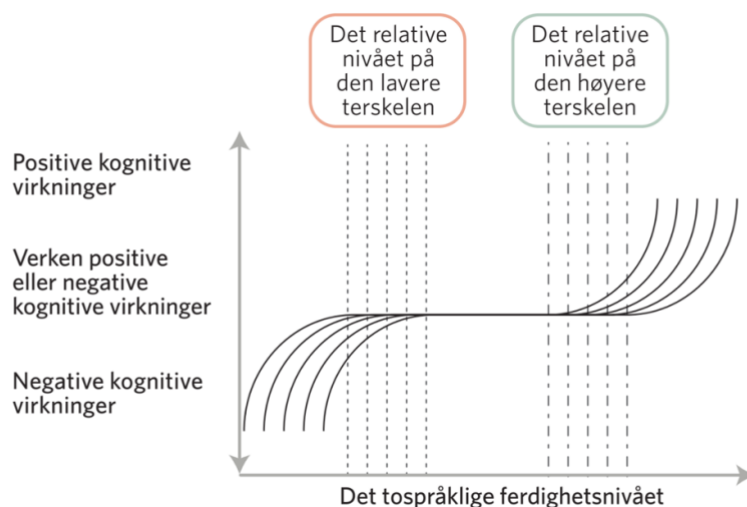 Det relative
nivået på
den lavere
terskelen
Det relative
nivået på
den høyere
terskelen
Positive kognitive
virkninger
Verken positive
eller negative
kognitive virkninger
Negative kognitive
virkninger
Det tospråklige ferdighetsnivået